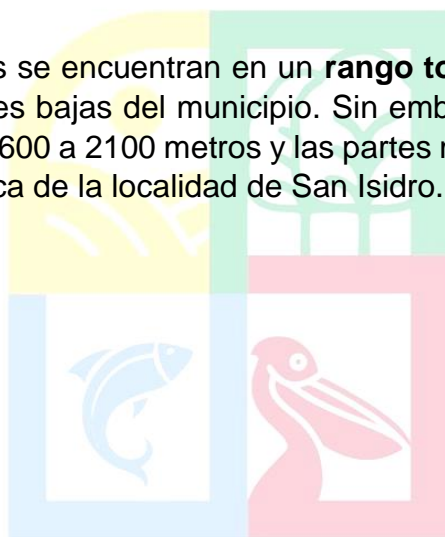 s se encuentran en un rango to
es bajas del municipio. Sin emb
600 a 2100 metros y las partes
ca de la localidad de San Isidro.